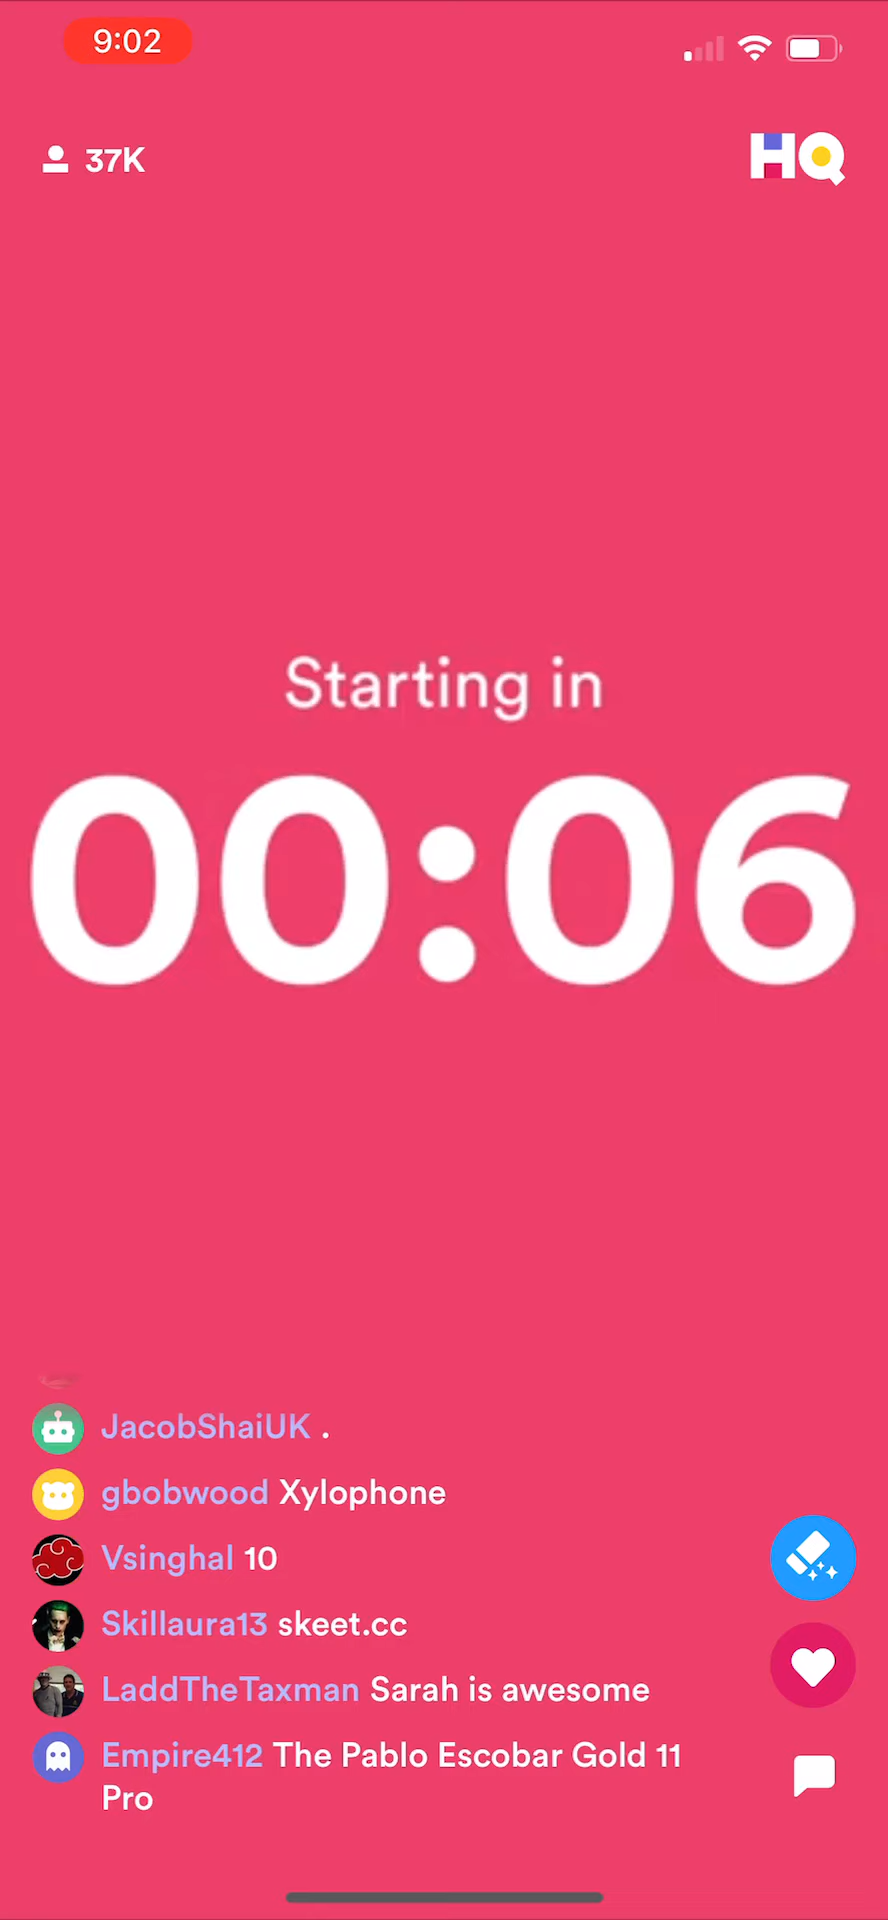 9:02
37K
HQ
Starting in
00:06
JacobShaiUK .
gbobwood Xylophone
Vsinghal 10
Skillaura13 skeet.cc
LaddTheTaxman Sarah is awesome
Empire412 The Pablo Escobar Gold 11
Pro